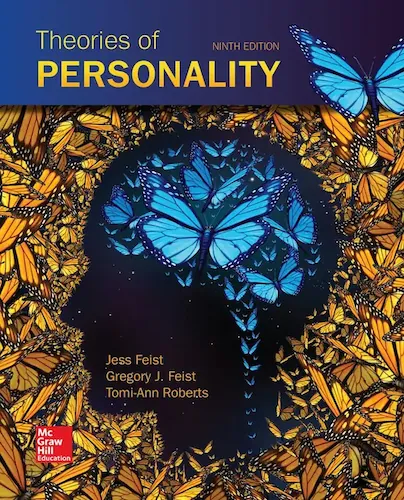 Theories of
NINTH EDITION
PERSONALITY
Jess Feist
Gregory J. Feist
Tomi-Ann Roberts
Mc
Graw
Hill
Education